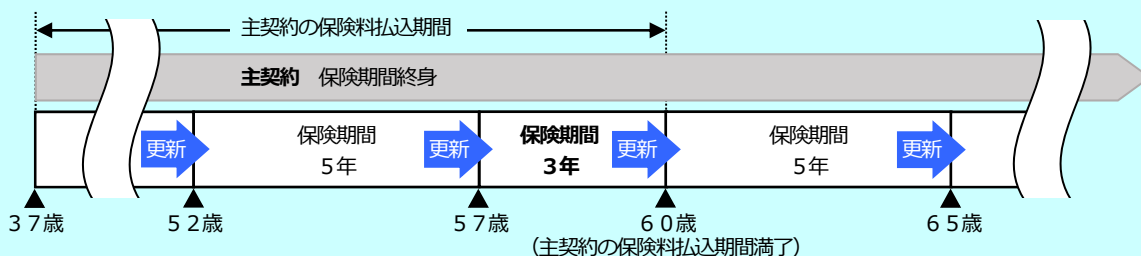 主契約の保険料払込期間
主契約 保険期間終身
更新
保険期間
5年
更新
保険期間
3年
更新
保険期間
5年
更新
37歳
52歳
57歳
60歳
65歳
(主契約の保険料払込期間満了)